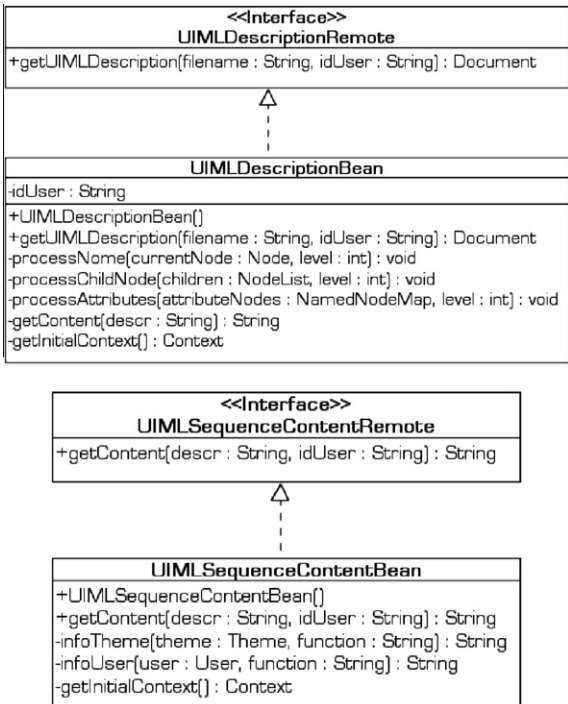 <<Interface>>
UIMLDescriptionRemote
+getUIMLDescription(filename : String, idUser : String) : Document
UIMLDescriptionBean
-idUser : String
+UIMLDescriptionBean()
+getUIMLDescription(filename : String, idUser : String) : Document
-processNome(currentNode : Node, level : int) : void
-processChildNode(children : NodeList, level : int) : void
-processAttributes(attributeNodes : NamedNodeMap, level : int) : void
-getContent(descr : String) : String
-getInitialContext() : Context
<<Interface>>
UIMLSequenceContentRemote
+getContent(descr : String, idUser : String) : String
UIMLSequenceContentBean
+UIMLSequenceContentBean()
+getContent(descr : String, idUser : String) : String
-infoTheme(theme : Theme, function : String) : String
-infoUser(user : User, function : String) : String
-getInitialContext() : Context